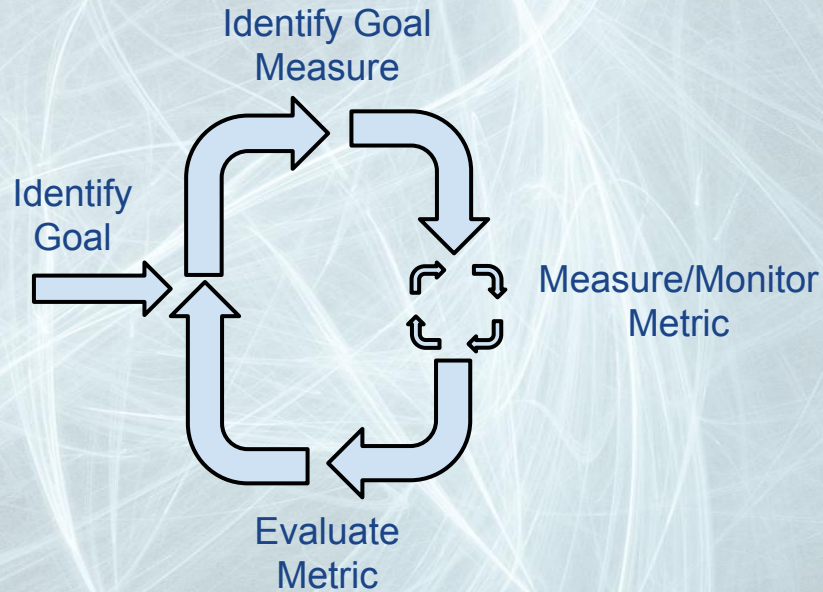 Identify Goal
Measure
Identify
Goal
Measure/Monitor
Metric
Evaluate
Metric